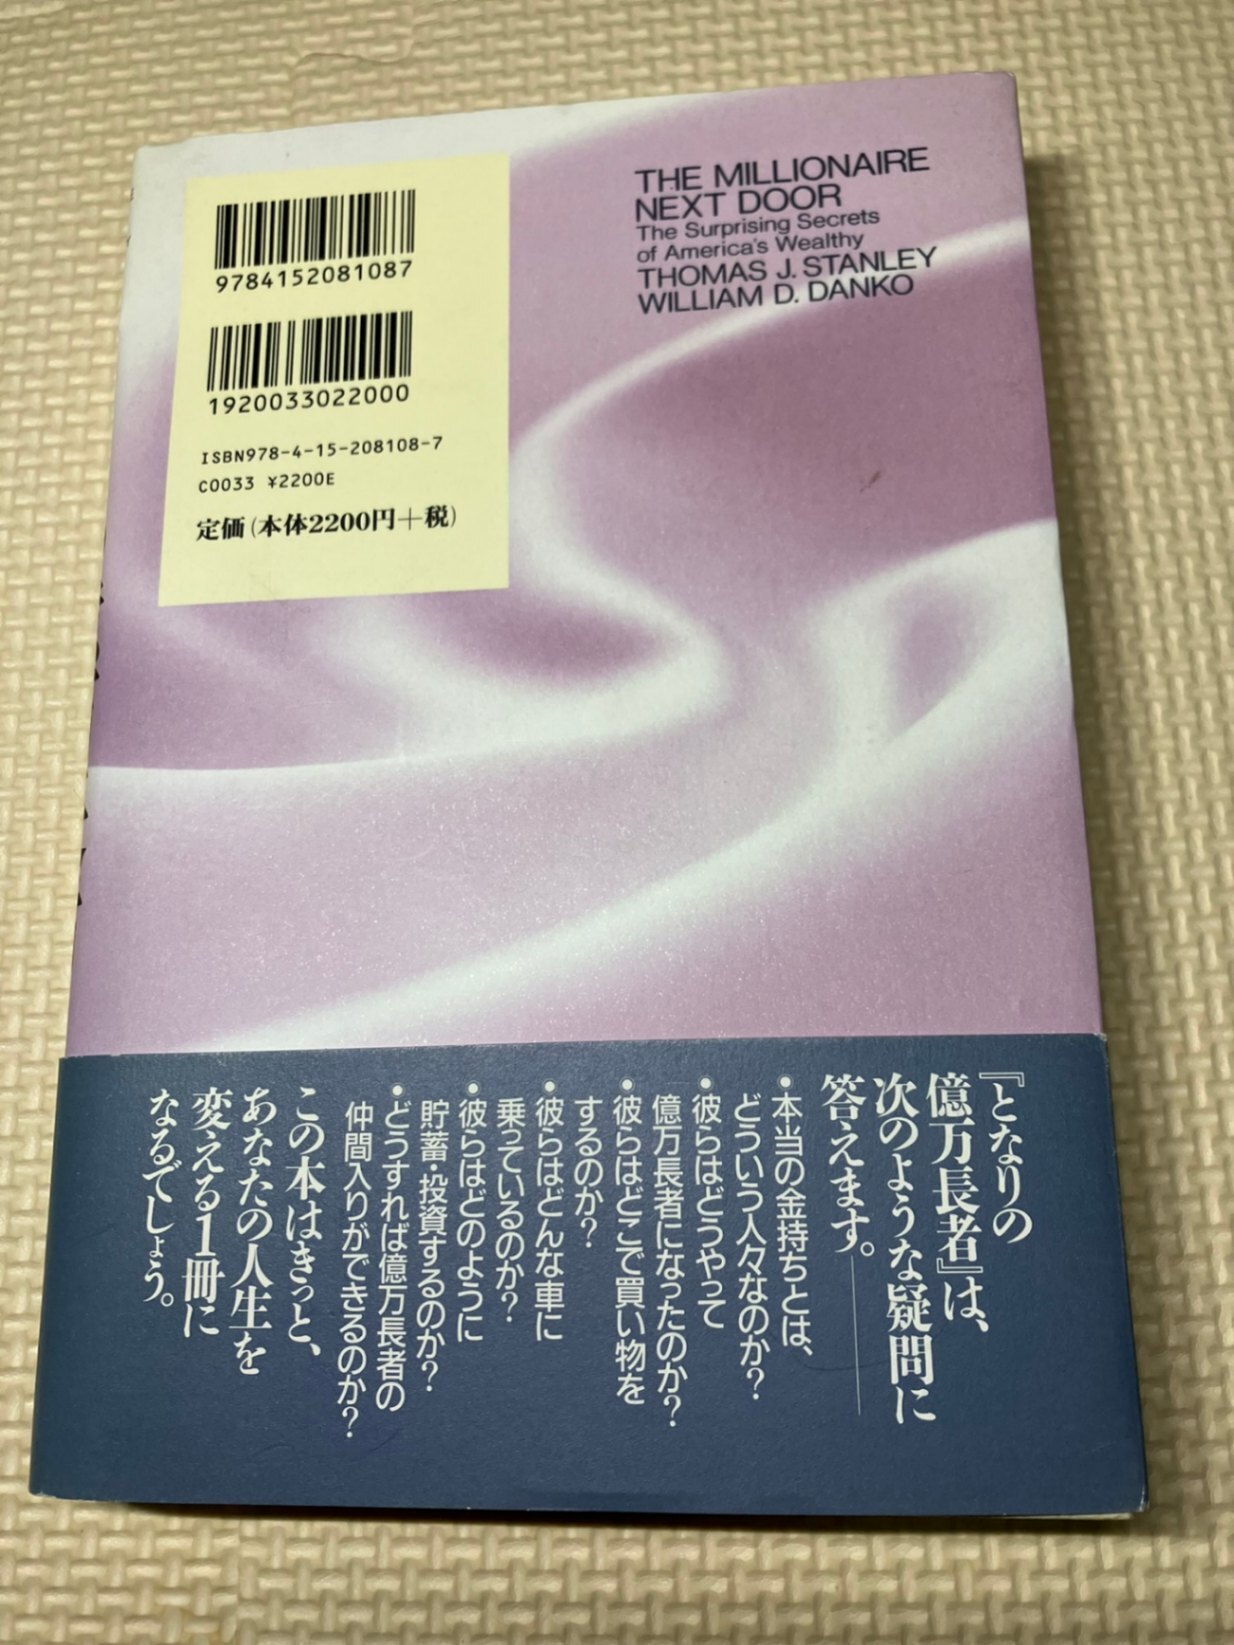 9784152081087
1920033022000
ISBN978-4-15-208108-7
C0033 ¥2200E
定価(本体2200円+税)
THE MILLIONAIRE
NEXT DOOR
The Surprising Secrets
of America's Wealthy
THOMAS J. STANLEY
WILLIAM D. DANKO
『となりの
億万長者』は、
次のような疑問に
答えます。――
●本当の金持ちとは、
どういう人々なのか?
●彼らはどうやって
億万長者になったのか?
●彼らはどこで買い物を
するのか?
●彼らはどんな車に
乗っているのか?
●彼らはどのように
貯蓄・投資するのか?
●どうすれば億万長者の
仲間入りができるのか?
この本はきっと、
あなたの人生を
変える1冊に
なるでしょう。